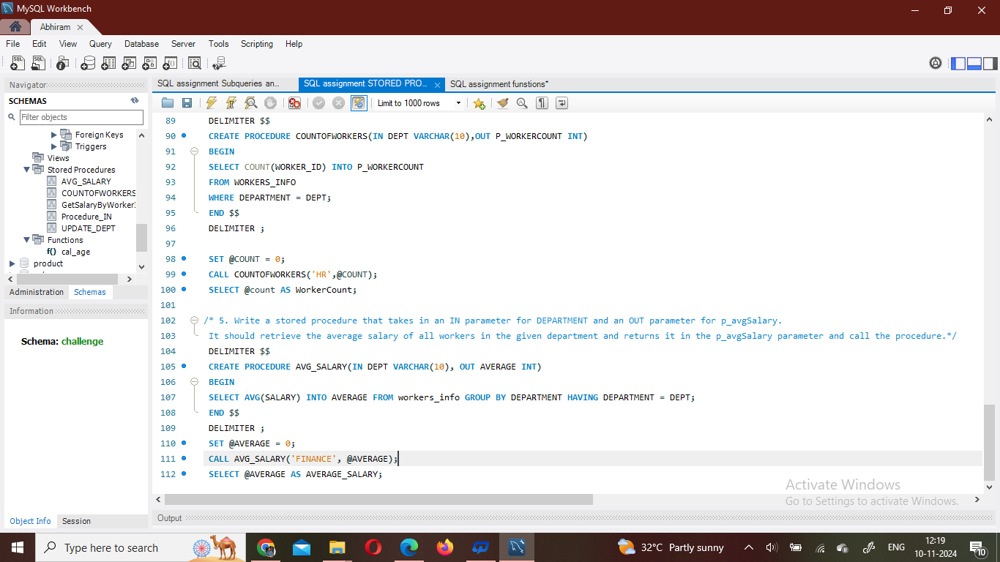 MySQL Workbench
Abhiram
File Edit View Query Database Server Tools Scripting Help
Navigator
SCHEMAS
Filter objects
Foreign Keys
Triggers
Views
Stored Procedures
AVG_SALARY
COUNTOFWORKERS
GetSalaryByWorkerI
Procedure_IN
UPDATE_DEPT
Functions
f() cal_age
product
Administration Schemas
Information
Schema: challenge
Object Info Session
SQL assignment Subqueries an... SQL assignment STORED PRO... SQL assignment funstions*
Limit to 1000 rows
89 DELIMITER $$
90 CREATE PROCEDURE COUNTOFWORKERS(IN DEPT VARCHAR(10),OUT P_WORKERCOUNT INT)
91 BEGIN
92 SELECT COUNT(WORKER_ID) INTO P_WORKERCOUNT
93 FROM WORKERS_INFO
94 WHERE DEPARTMENT = DEPT;
95 END $$
96 DELIMITER ;
97
98 SET @COUNT = 0;
99 CALL COUNTOFWORKERS('HR',@COUNT);
100 SELECT @count AS WorkerCount;
101
102 /* 5. Write a stored procedure that takes in an IN parameter for DEPARTMENT and an OUT parameter for p_avgSalary.
103 It should retrieve the average salary of all workers in the given department and returns it in the p_avgSalary parameter and call the procedure.*/
104 DELIMITER $$
105 CREATE PROCEDURE AVG_SALARY(IN DEPT VARCHAR(10), OUT AVERAGE INT)
106 BEGIN
107 SELECT AVG(SALARY) INTO AVERAGE FROM workers_info GROUP BY DEPARTMENT HAVING DEPARTMENT = DEPT;
108 END $$
109 DELIMITER ;
110 SET @AVERAGE = 0;
111 CALL AVG_SALARY('FINANCE', @AVERAGE);
112 SELECT @AVERAGE AS AVERAGE_SALARY;
Activate Windows
Go to Settings to activate Windows.
Output
Type here to search
32°C Partly sunny
ENG
12:19
10-11-2024
10